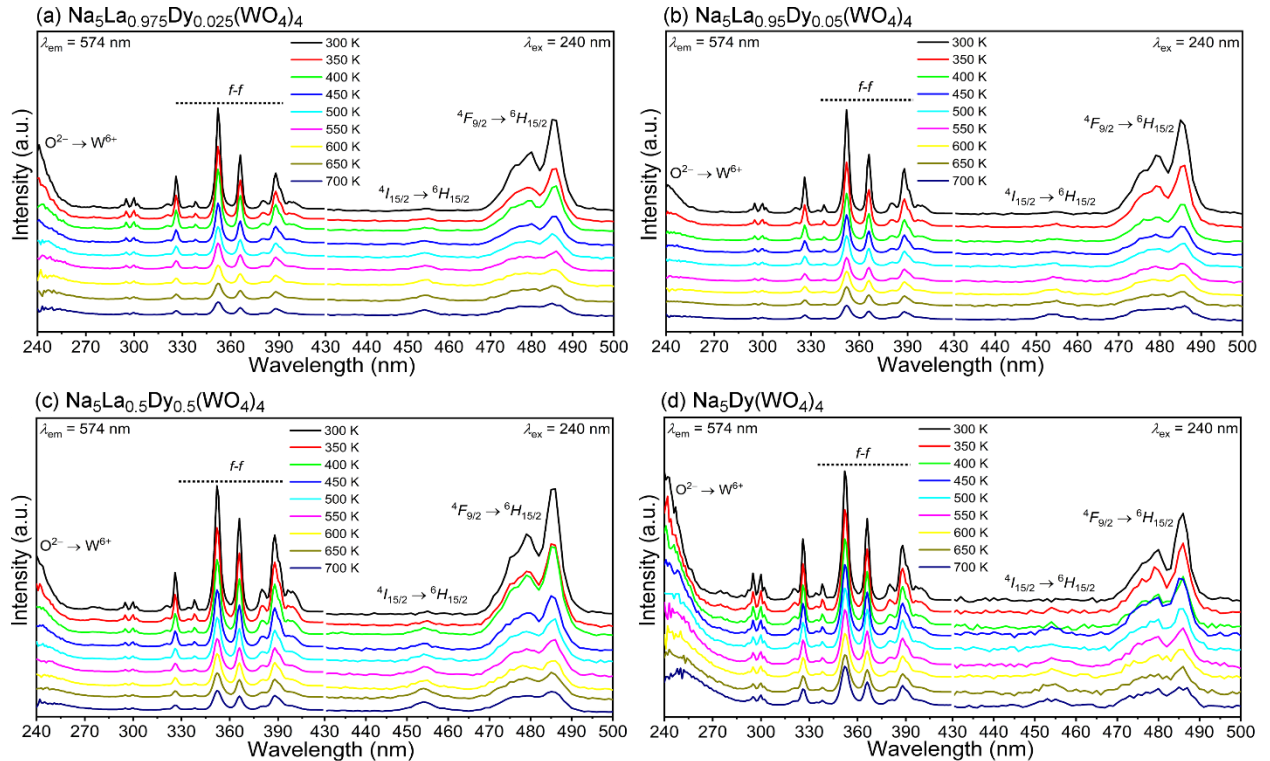 (a) Na₅La₀.₉₇₅Dy₀.₀₂₅(WO₄)₄
λem = 574 nm
λex = 240 nm
300 K
350 K
400 K
450 K
500 K
550 K
600 K
650 K
700 K
f-f
O²⁻ → W⁶⁺
⁴F₉/₂ → ⁶H₁₅/₂
⁴I₁₅/₂ → ⁶H₁₅/₂
Intensity (a.u.)
240 300 330 360 430 440 450 460 470 480 490 500
Wavelength (nm)
(b) Na₅La₀.₉₅Dy₀.₀₅(WO₄)₄
λem = 574 nm
λex = 240 nm
300 K
350 K
400 K
450 K
500 K
550 K
600 K
650 K
700 K
f-f
⁴F₉/₂ → ⁶H₁₅/₂
O²⁻ → W⁶⁺
⁴I₁₅/₂ → ⁶H₁₅/₂
Intensity (a.u.)
240 300 330 360 390 430 440 450 460 470 480 490 500
Wavelength (nm)
(c) Na₅La₀.₅Dy₀.₅(WO₄)₄
λem = 574 nm
λex = 240 nm
300 K
350 K
400 K
450 K
500 K
550 K
600 K
650 K
700 K
f-f
⁴F₉/₂ → ⁶H₁₅/₂
O²⁻ → W⁶⁺
⁴I₁₅/₂ → ⁶H₁₅/₂
Intensity (a.u.)
240 300 330 360 390 430 440 450 460 470 480 490 500
Wavelength (nm)
(d) Na₅Dy(WO₄)₄
λem = 574 nm
λex = 240 nm
300 K
350 K
400 K
450 K
500 K
550 K
600 K
650 K
700 K
f-f
O²⁻ → W⁶⁺
⁴F₉/₂ → ⁶H₁₅/₂
⁴I₁₅/₂ → ⁶H₁₅/₂
Intensity (a.u.)
240 300 330 360 390 430 440 450 460 470 480 490 500
Wavelength (nm)